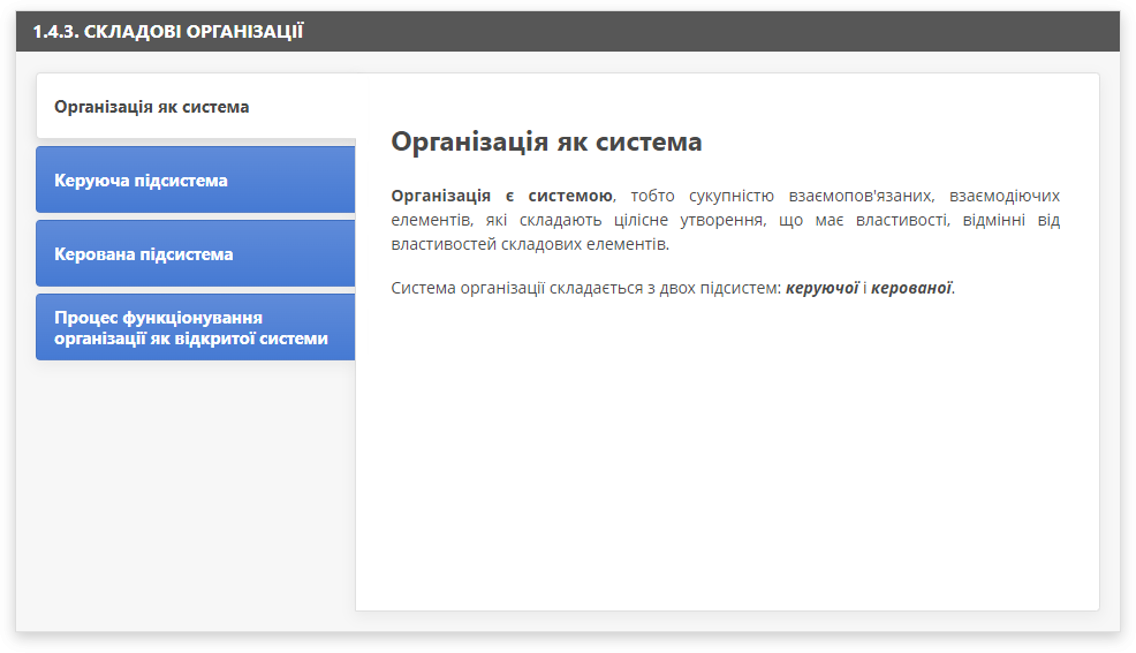 1.4.3. СКЛАДОВІ ОРГАНІЗАЦІЇ
Організація як система
Керуюча підсистема
Керована підсистема
Процес функціонування
організації як відкритої системи
Організація як система
Організація є системою, тобто сукупністю взаємопов'язаних, взаємодіючих
елементів, які складають цілісне утворення, що має властивості, відмінні від
властивостей складових елементів.
Система організації складається з двох підсистем: керуючої і керованої.